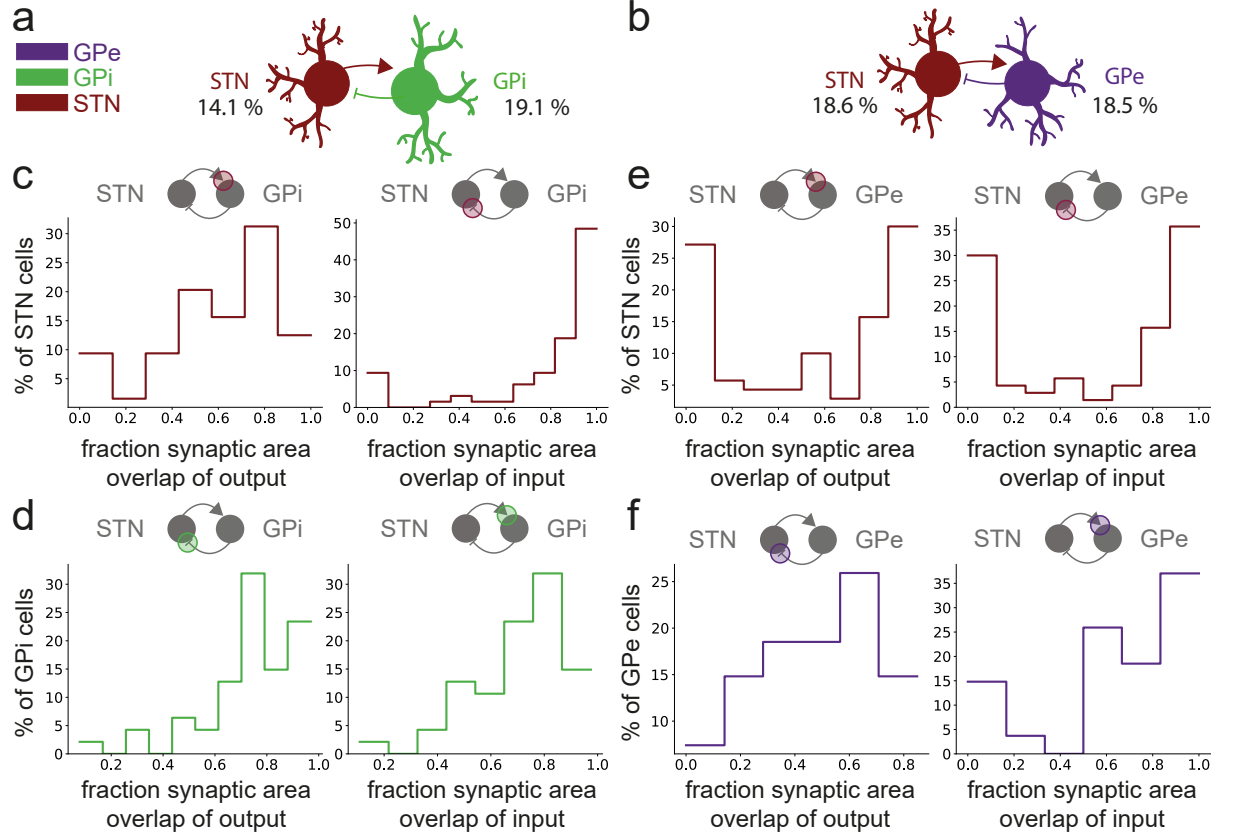 a
GPe
GPi
STN
STN
14.1 %
GPi
19.1 %
b
STN
18.6 %
GPe
18.5 %
c
STN GPi
STN GPi
% of STN cells
30
25
20
15
10
5
0.0 0.2 0.4 0.6 0.8 1.0
fraction synaptic area
overlap of output
50
40
30
20
10
0
0.0 0.2 0.4 0.6 0.8 1.0
fraction synaptic area
overlap of input
e
STN GPe
STN GPe
% of STN cells
30
25
20
15
10
5
0.0 0.2 0.4 0.6 0.8 1.0
fraction synaptic area
overlap of output
35
30
25
20
15
10
5
0
0.0 0.2 0.4 0.6 0.8 1.0
fraction synaptic area
overlap of input
d
STN GPi
STN GPi
% of GPi cells
30
25
20
15
10
5
0
0.2 0.4 0.6 0.8 1.0
fraction synaptic area
overlap of output
30
25
20
15
10
5
0
0.2 0.4 0.6 0.8 1.0
fraction synaptic area
overlap of input
f
STN GPe
STN GPe
% of GPe cells
25
20
15
10
0.0 0.2 0.4 0.6 0.8
fraction synaptic area
overlap of output
35
30
25
20
15
10
5
0
0.0 0.2 0.4 0.6 0.8 1.0
fraction synaptic area
overlap of input